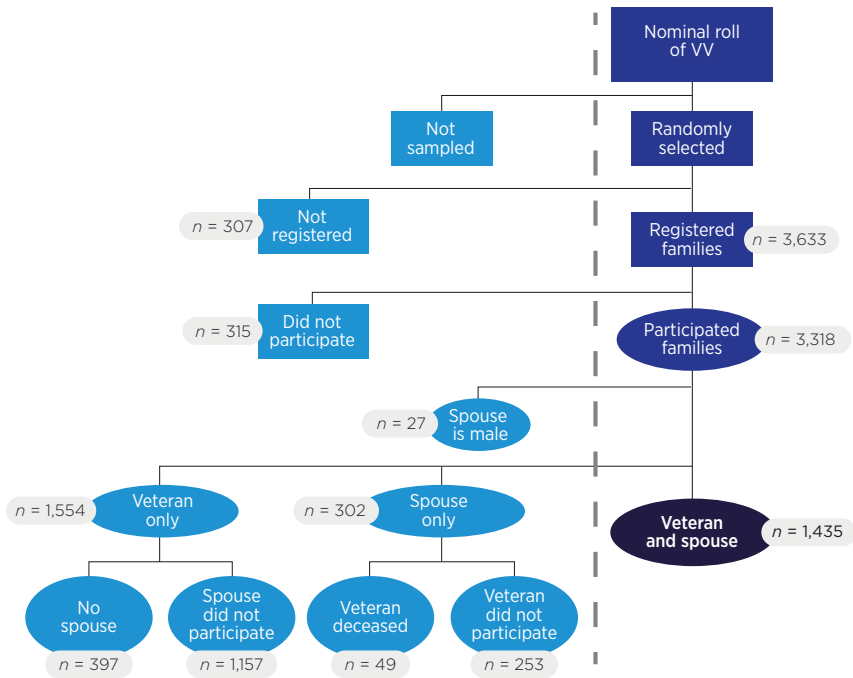 Nominal roll
of VV
Not
sampled
Randomly
selected
n = 307
Not
registered
Registered
families
n = 3,633
n = 315
Did not
participate
Participated
families
n = 3,318
n = 27
Spouse
is male
n = 1,554
Veteran
only
n = 302
Spouse
only
Veteran
and spouse
n = 1,435
No
spouse
n = 397
Spouse
did not
participate
n = 1,157
Veteran
deceased
n = 49
Veteran
did not
participate
n = 253